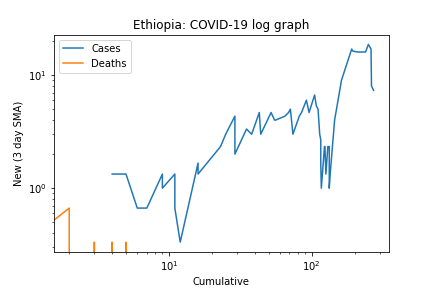 Ethiopia: COVID-19 log graph
Cases
Deaths
10¹
10⁰
New (3 day SMA)
10¹ 10²
Cumulative